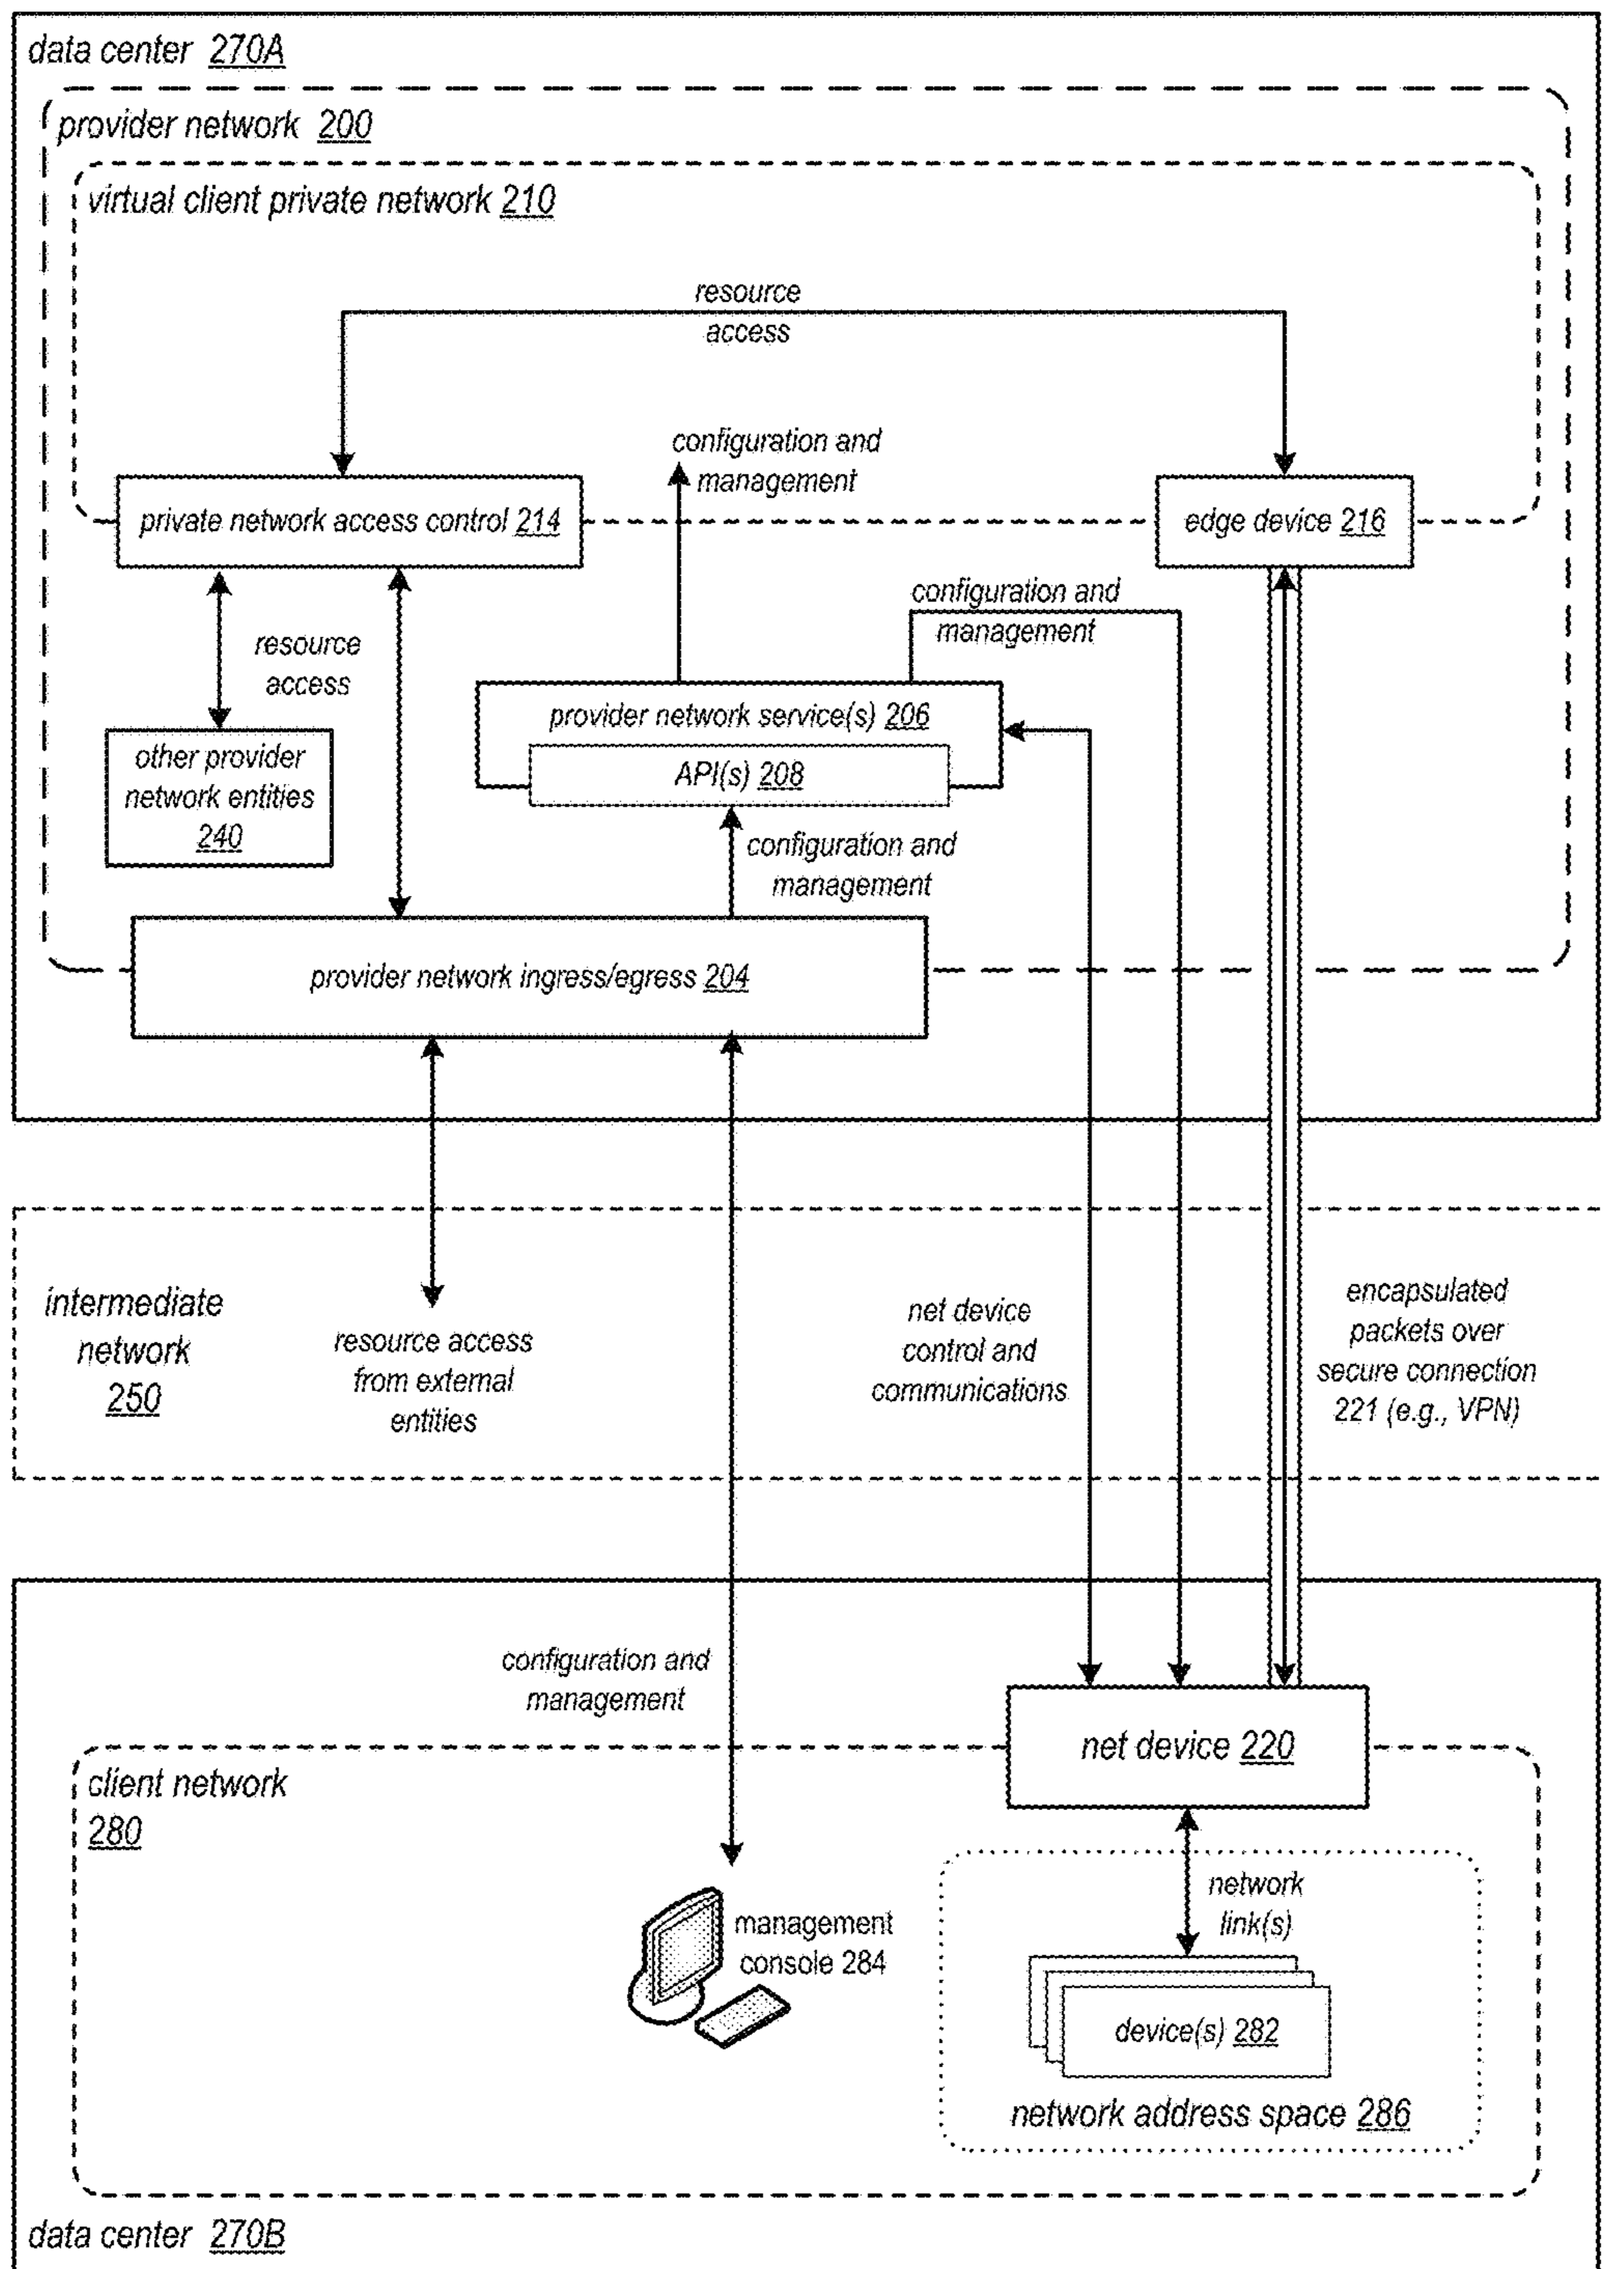 data center 270A
provider network 200
virtual client private network 210
resource
access
configuration and
management
private network access control 214
edge device 216
configuration and
management
resource
access
provider network service(s) 206
API(s) 208
other provider
network entities
240
configuration and
management
provider network ingress/egress 204
intermediate
network
250
resource access
from external
entities
net device
control and
communications
encapsulated
packets over
secure connection
221 (e.g., VPN)
configuration and
management
net device 220
client network
280
network
link(s)
management
console 284
device(s) 282
network address space 286
data center 270B